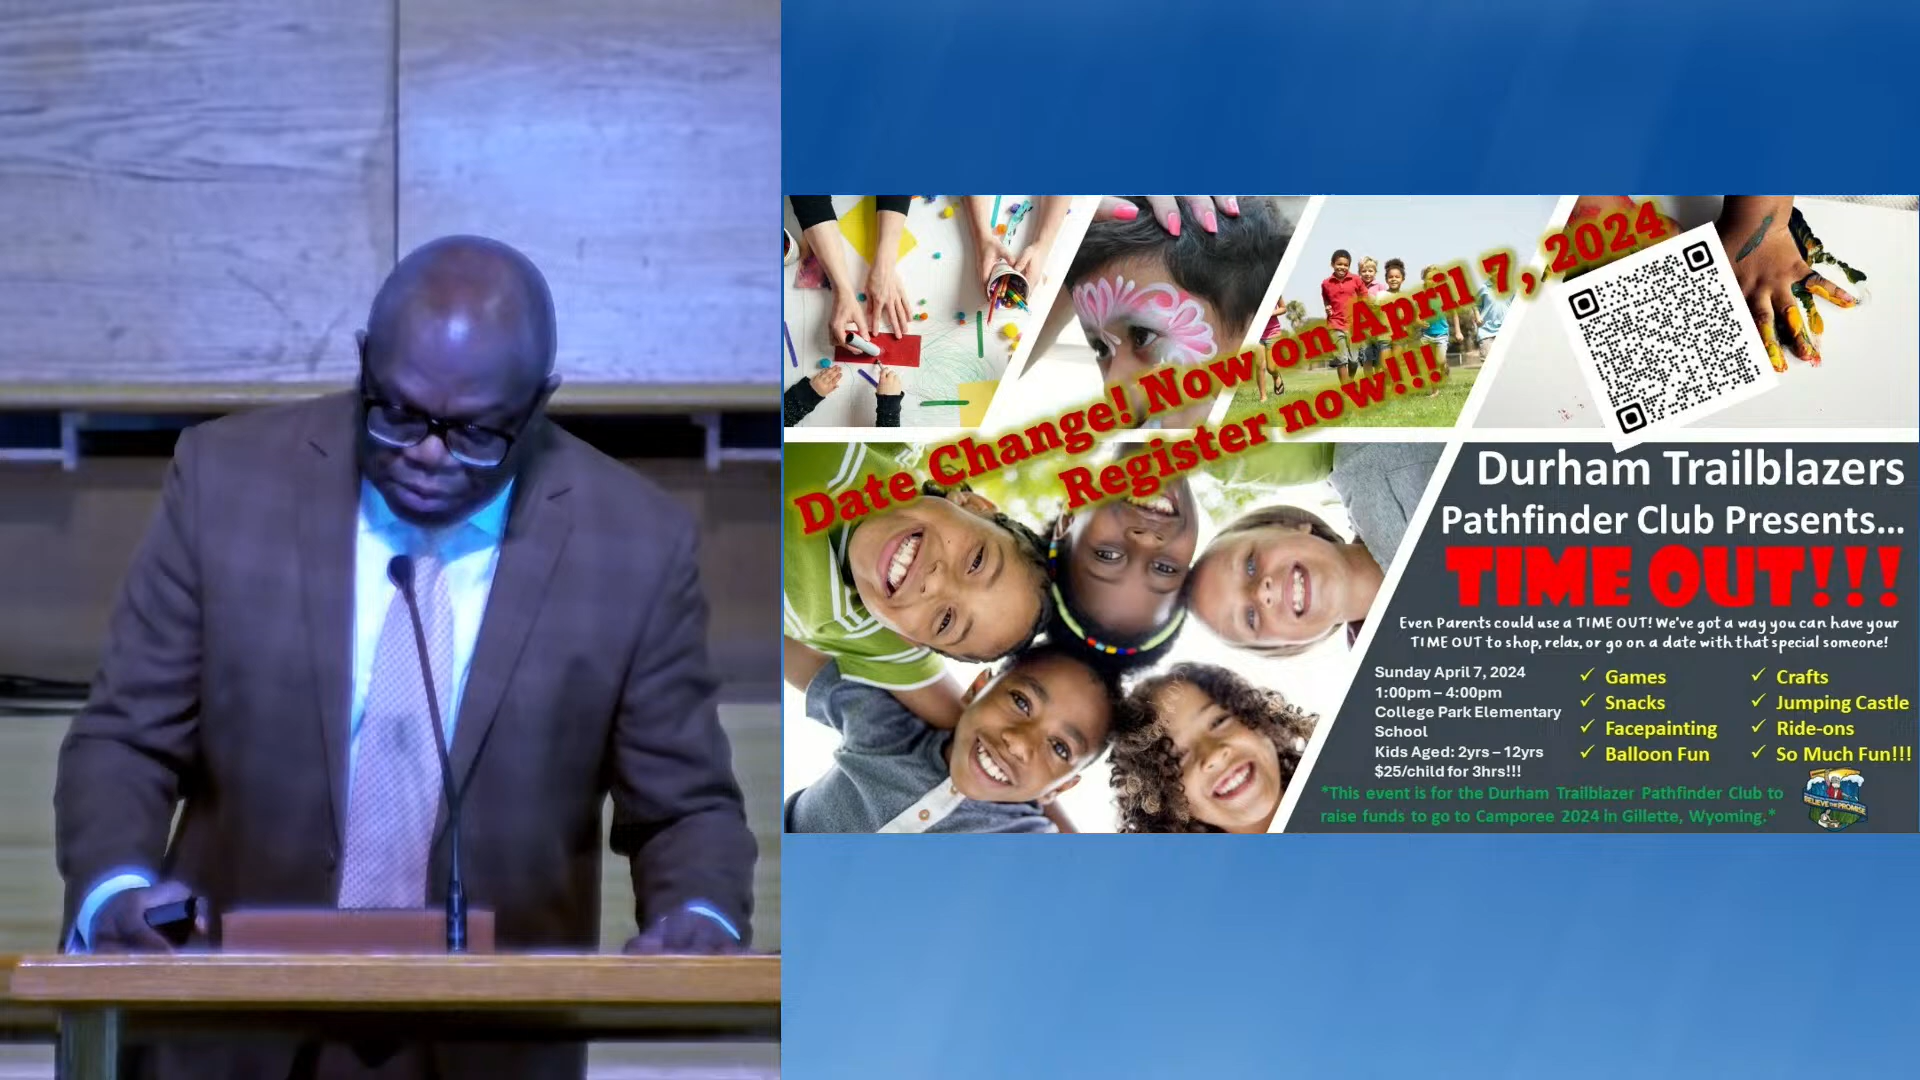 Date Change! Now on April 7, 2024
Register now!!!
Durham Trailblazers
Pathfinder Club Presents...
TIME OUT!!!
Even Parents could use a TIME OUT! We've got a way you can have your
TIME OUT to shop, relax, or go on a date with that special someone!
Sunday April 7, 2024
1:00pm – 4:00pm
College Park Elementary
School
Kids Aged: 2yrs – 12yrs
$25/child for 3hrs!!!
✓ Games
✓ Snacks
✓ Facepainting
✓ Balloon Fun
✓ Crafts
✓ Jumping Castle
✓ Ride-ons
✓ So Much Fun!!!
*This event is for the Durham Trailblazer Pathfinder Club to
raise funds to go to Camporee 2024 in Gillette, Wyoming.*
BELIEVE THE PROMISE